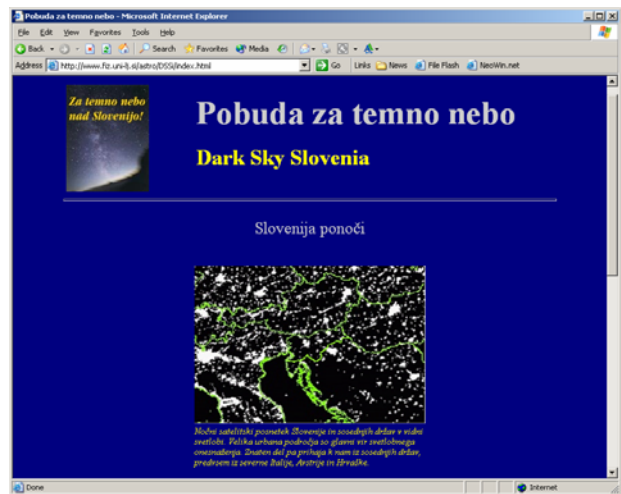 Pobuda za temno nebo - Microsoft Internet Explorer
File Edit View Favorites Tools Help
Back Search Favorites Media
Address http://www.fiz.uni-lj.si/astro/DSSi/index.html Go Links News File Flash NeoWin.net
Za temno nebo
nad Slovenijo!
Pobuda za temno nebo
Dark Sky Slovenia
Slovenija ponoči
Nočni satelitski posnetek Slovenije in sosednjih držav v vidni
svetlobi. Velika urbana področja so glavni vir svetlobnega
onesnaženja. Znaten del pa prihaja k nam iz sosednjih držav,
predvsem iz severne Italije, Avstrije in Hrvaške.
Done Internet